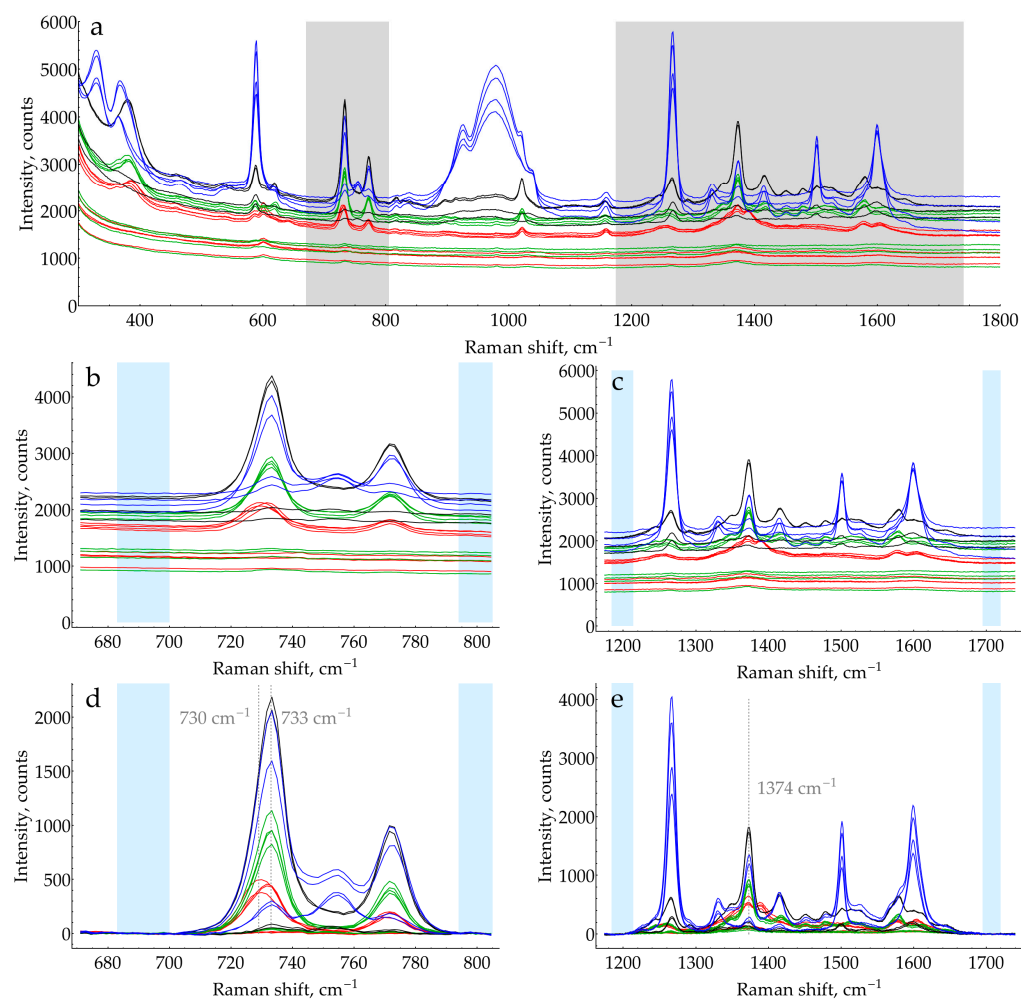 a
6000
5000
4000
3000
2000
1000
0
Intensity, counts
400 600 800 1000 1200 1400 1600 1800
Raman shift, cm⁻¹
b
4000
3000
2000
1000
0
Intensity, counts
680 700 720 740 760 780 800
Raman shift, cm⁻¹
c
6000
5000
4000
3000
2000
1000
0
Intensity, counts
1200 1300 1400 1500 1600 1700
Raman shift, cm⁻¹
d
730 cm⁻¹ 733 cm⁻¹
2000
1500
1000
500
0
Intensity, counts
680 700 720 740 760 780 800
Raman shift, cm⁻¹
e
1374 cm⁻¹
4000
3000
2000
1000
0
Intensity, counts
1200 1300 1400 1500 1600 1700
Raman shift, cm⁻¹